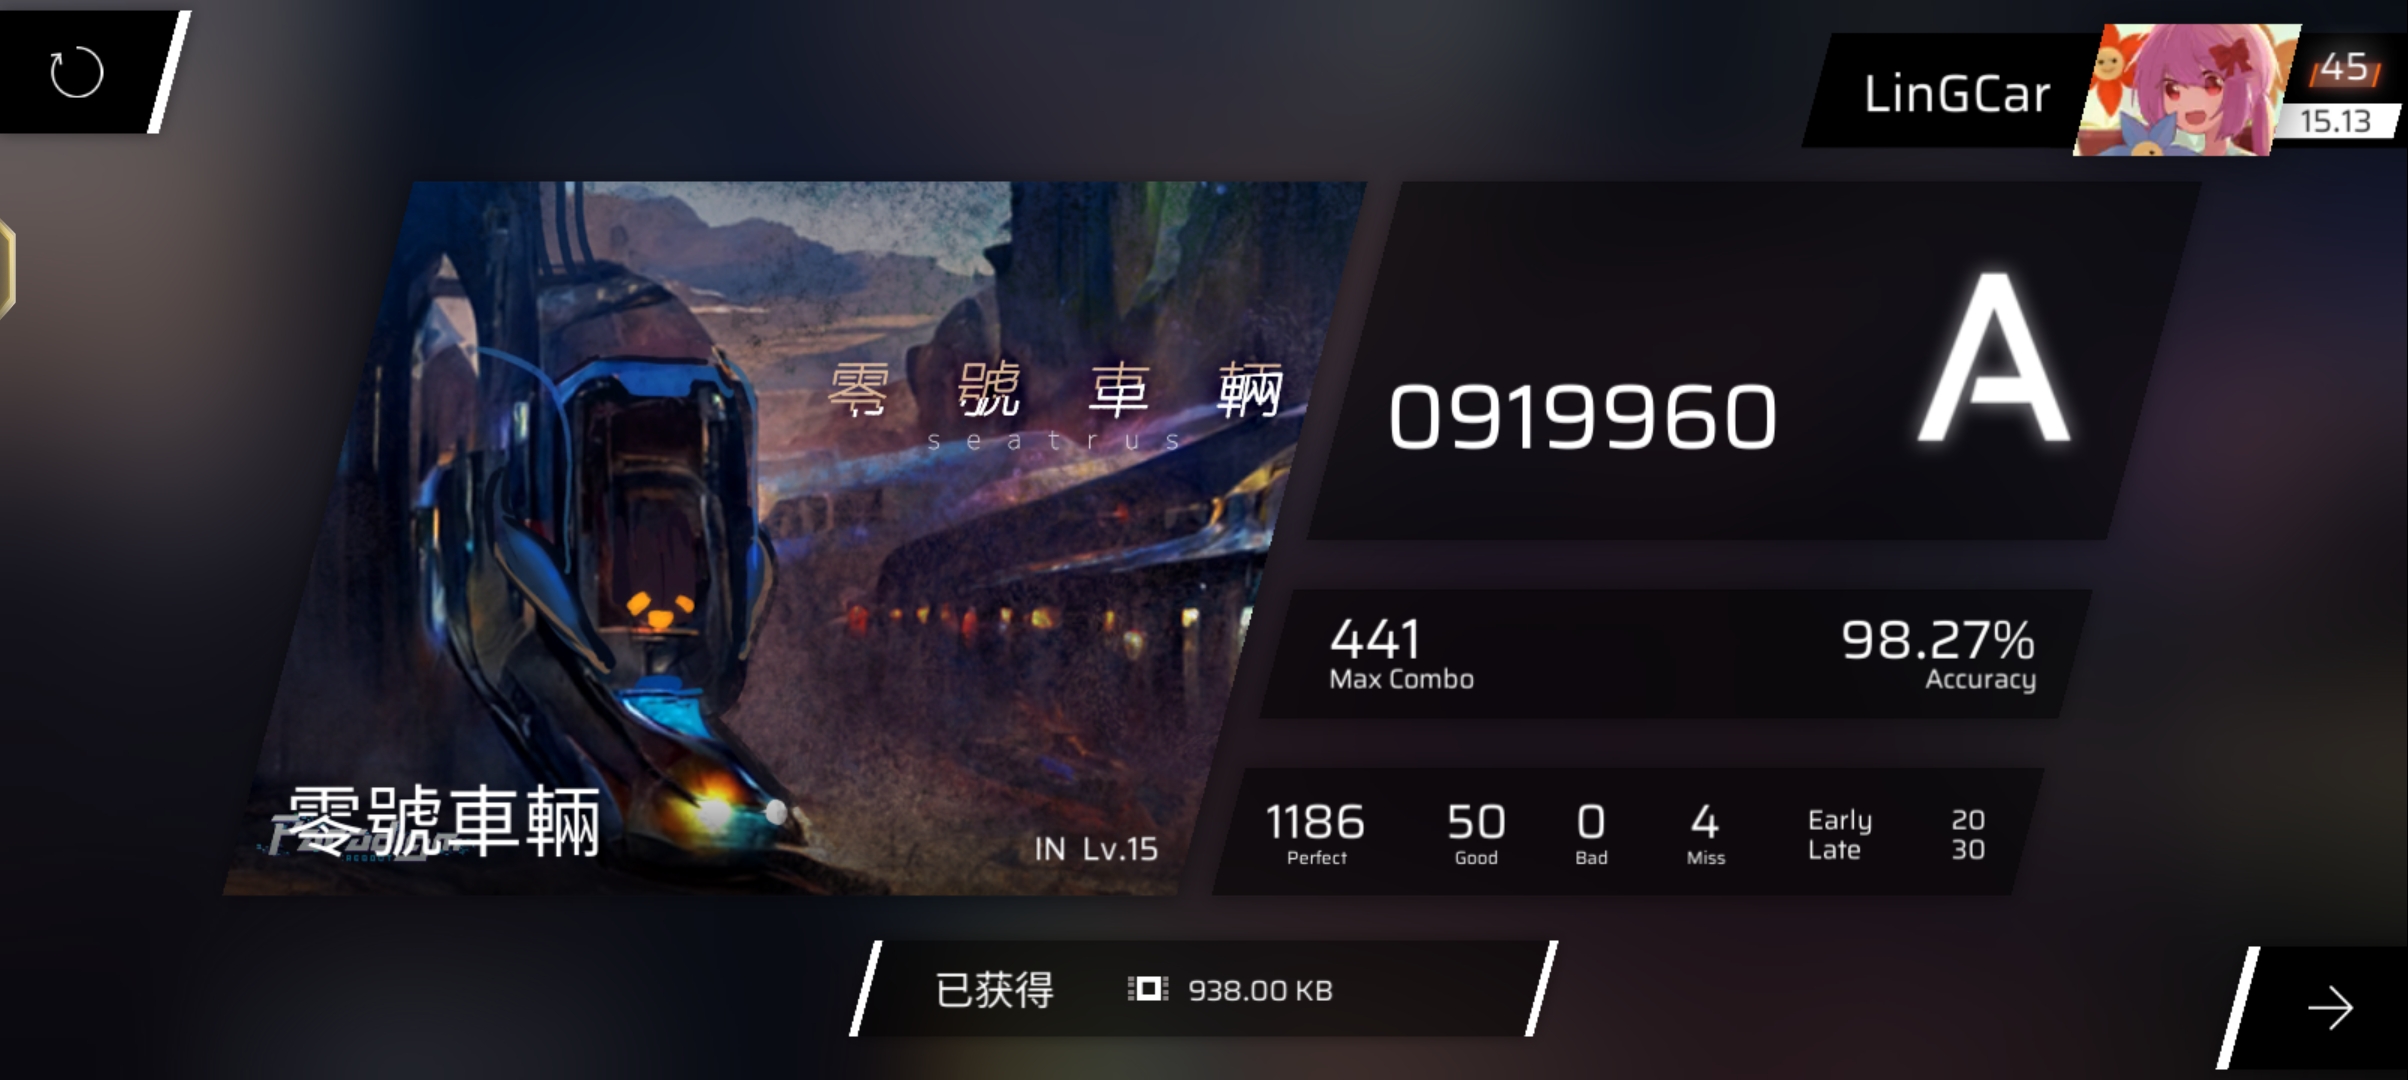 LinGCar
45
15.13
零號車輛
seatrus
0919960
A
441
Max Combo
98.27%
Accuracy
零號車輛
IN Lv.15
1186
Perfect
50
Good
0
Bad
4
Miss
Early 20
Late 30
已获得 938.00 KB